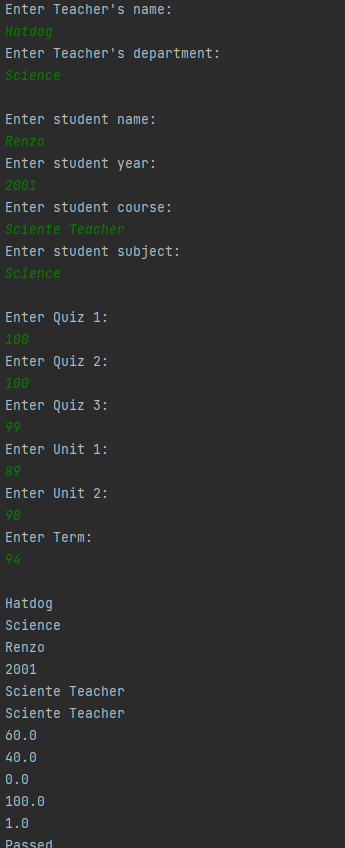 Enter Teacher's name:
Hatdog
Enter Teacher's department:
Science
Enter student name:
Renzo
Enter student year:
2001
Enter student course:
Sciente Teacher
Enter student subject:
Science
Enter Quiz 1:
100
Enter Quiz 2:
100
Enter Quiz 3:
99
Enter Unit 1:
89
Enter Unit 2:
98
Enter Term:
94
Hatdog
Science
Renzo
2001
Sciente Teacher
Sciente Teacher
60.0
40.0
0.0
100.0
1.0
Passed